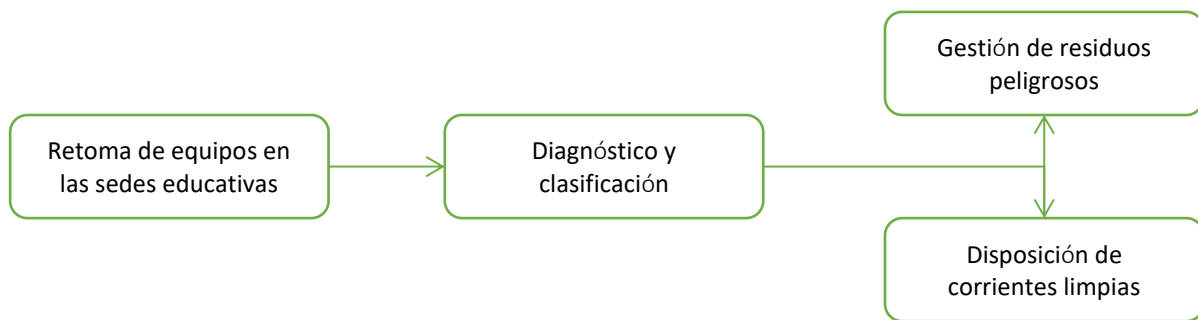 Retoma de equipos en
las sedes educativas
Diagnóstico y
clasificación
Gestión de residuos
peligrosos
Disposición de
corrientes limpias